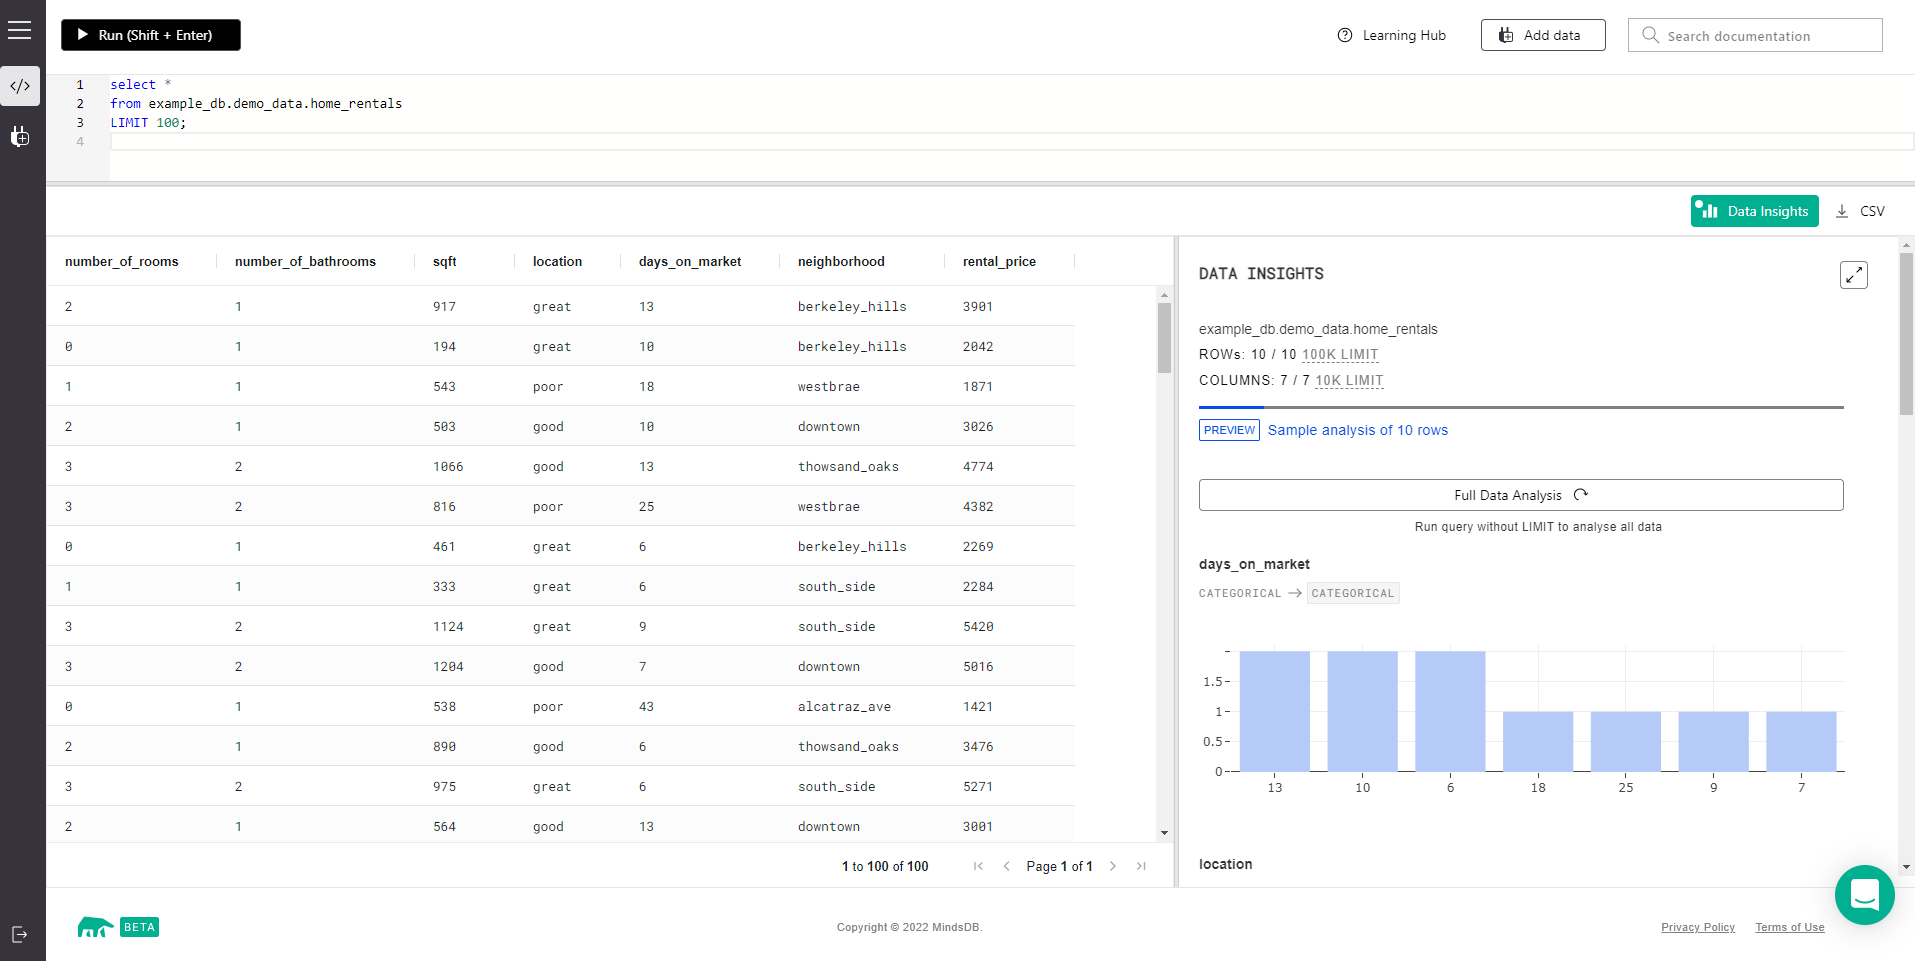 Run (Shift + Enter)
Learning Hub
Add data
Search documentation
1 select *
2 from example_db.demo_data.home_rentals
3 LIMIT 100;
4
Data Insights
CSV
number_of_rooms number_of_bathrooms sqft location days_on_market neighborhood rental_price
2 1 917 great 13 berkeley_hills 3901
0 1 194 great 10 berkeley_hills 2042
1 1 543 poor 18 westbrae 1871
2 1 503 good 10 downtown 3026
3 2 1066 good 13 thowsand_oaks 4774
3 2 816 poor 25 westbrae 4382
0 1 461 great 6 berkeley_hills 2269
1 1 333 great 6 south_side 2284
3 2 1124 great 9 south_side 5420
3 2 1204 good 7 downtown 5016
0 1 538 poor 43 alcatraz_ave 1421
2 1 890 good 6 thowsand_oaks 3476
3 2 975 great 6 south_side 5271
2 1 564 good 13 downtown 3001
1 to 100 of 100
Page 1 of 1
DATA INSIGHTS
example_db.demo_data.home_rentals
ROWs: 10 / 10 100K LIMIT
COLUMNS: 7 / 7 10K LIMIT
PREVIEW Sample analysis of 10 rows
Full Data Analysis
Run query without LIMIT to analyse all data
days_on_market
CATEGORICAL → CATEGORICAL
1.5
1
0.5
0
13 10 6 18 25 9 7
location
BETA
Copyright © 2022 MindsDB.
Privacy Policy
Terms of Use